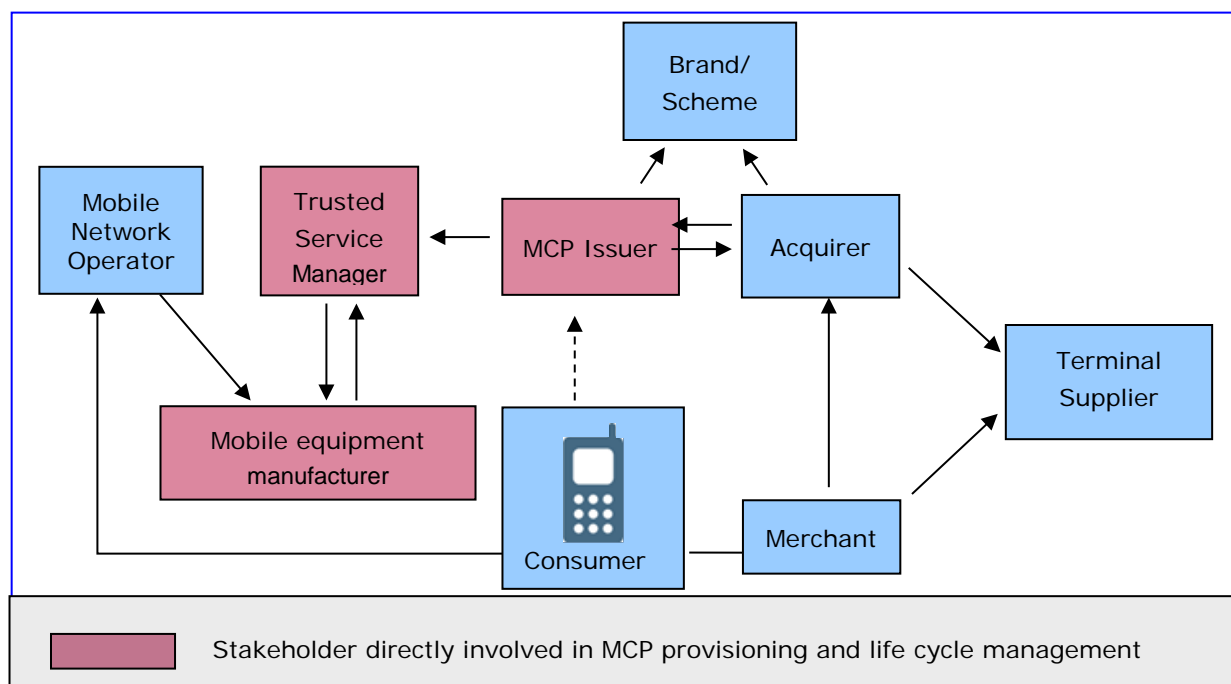 Brand/
Scheme
Mobile
Network
Operator
Trusted
Service
Manager
MCP Issuer
Acquirer
Terminal
Supplier
Mobile equipment
manufacturer
Consumer
Merchant
Stakeholder directly involved in MCP provisioning and life cycle management